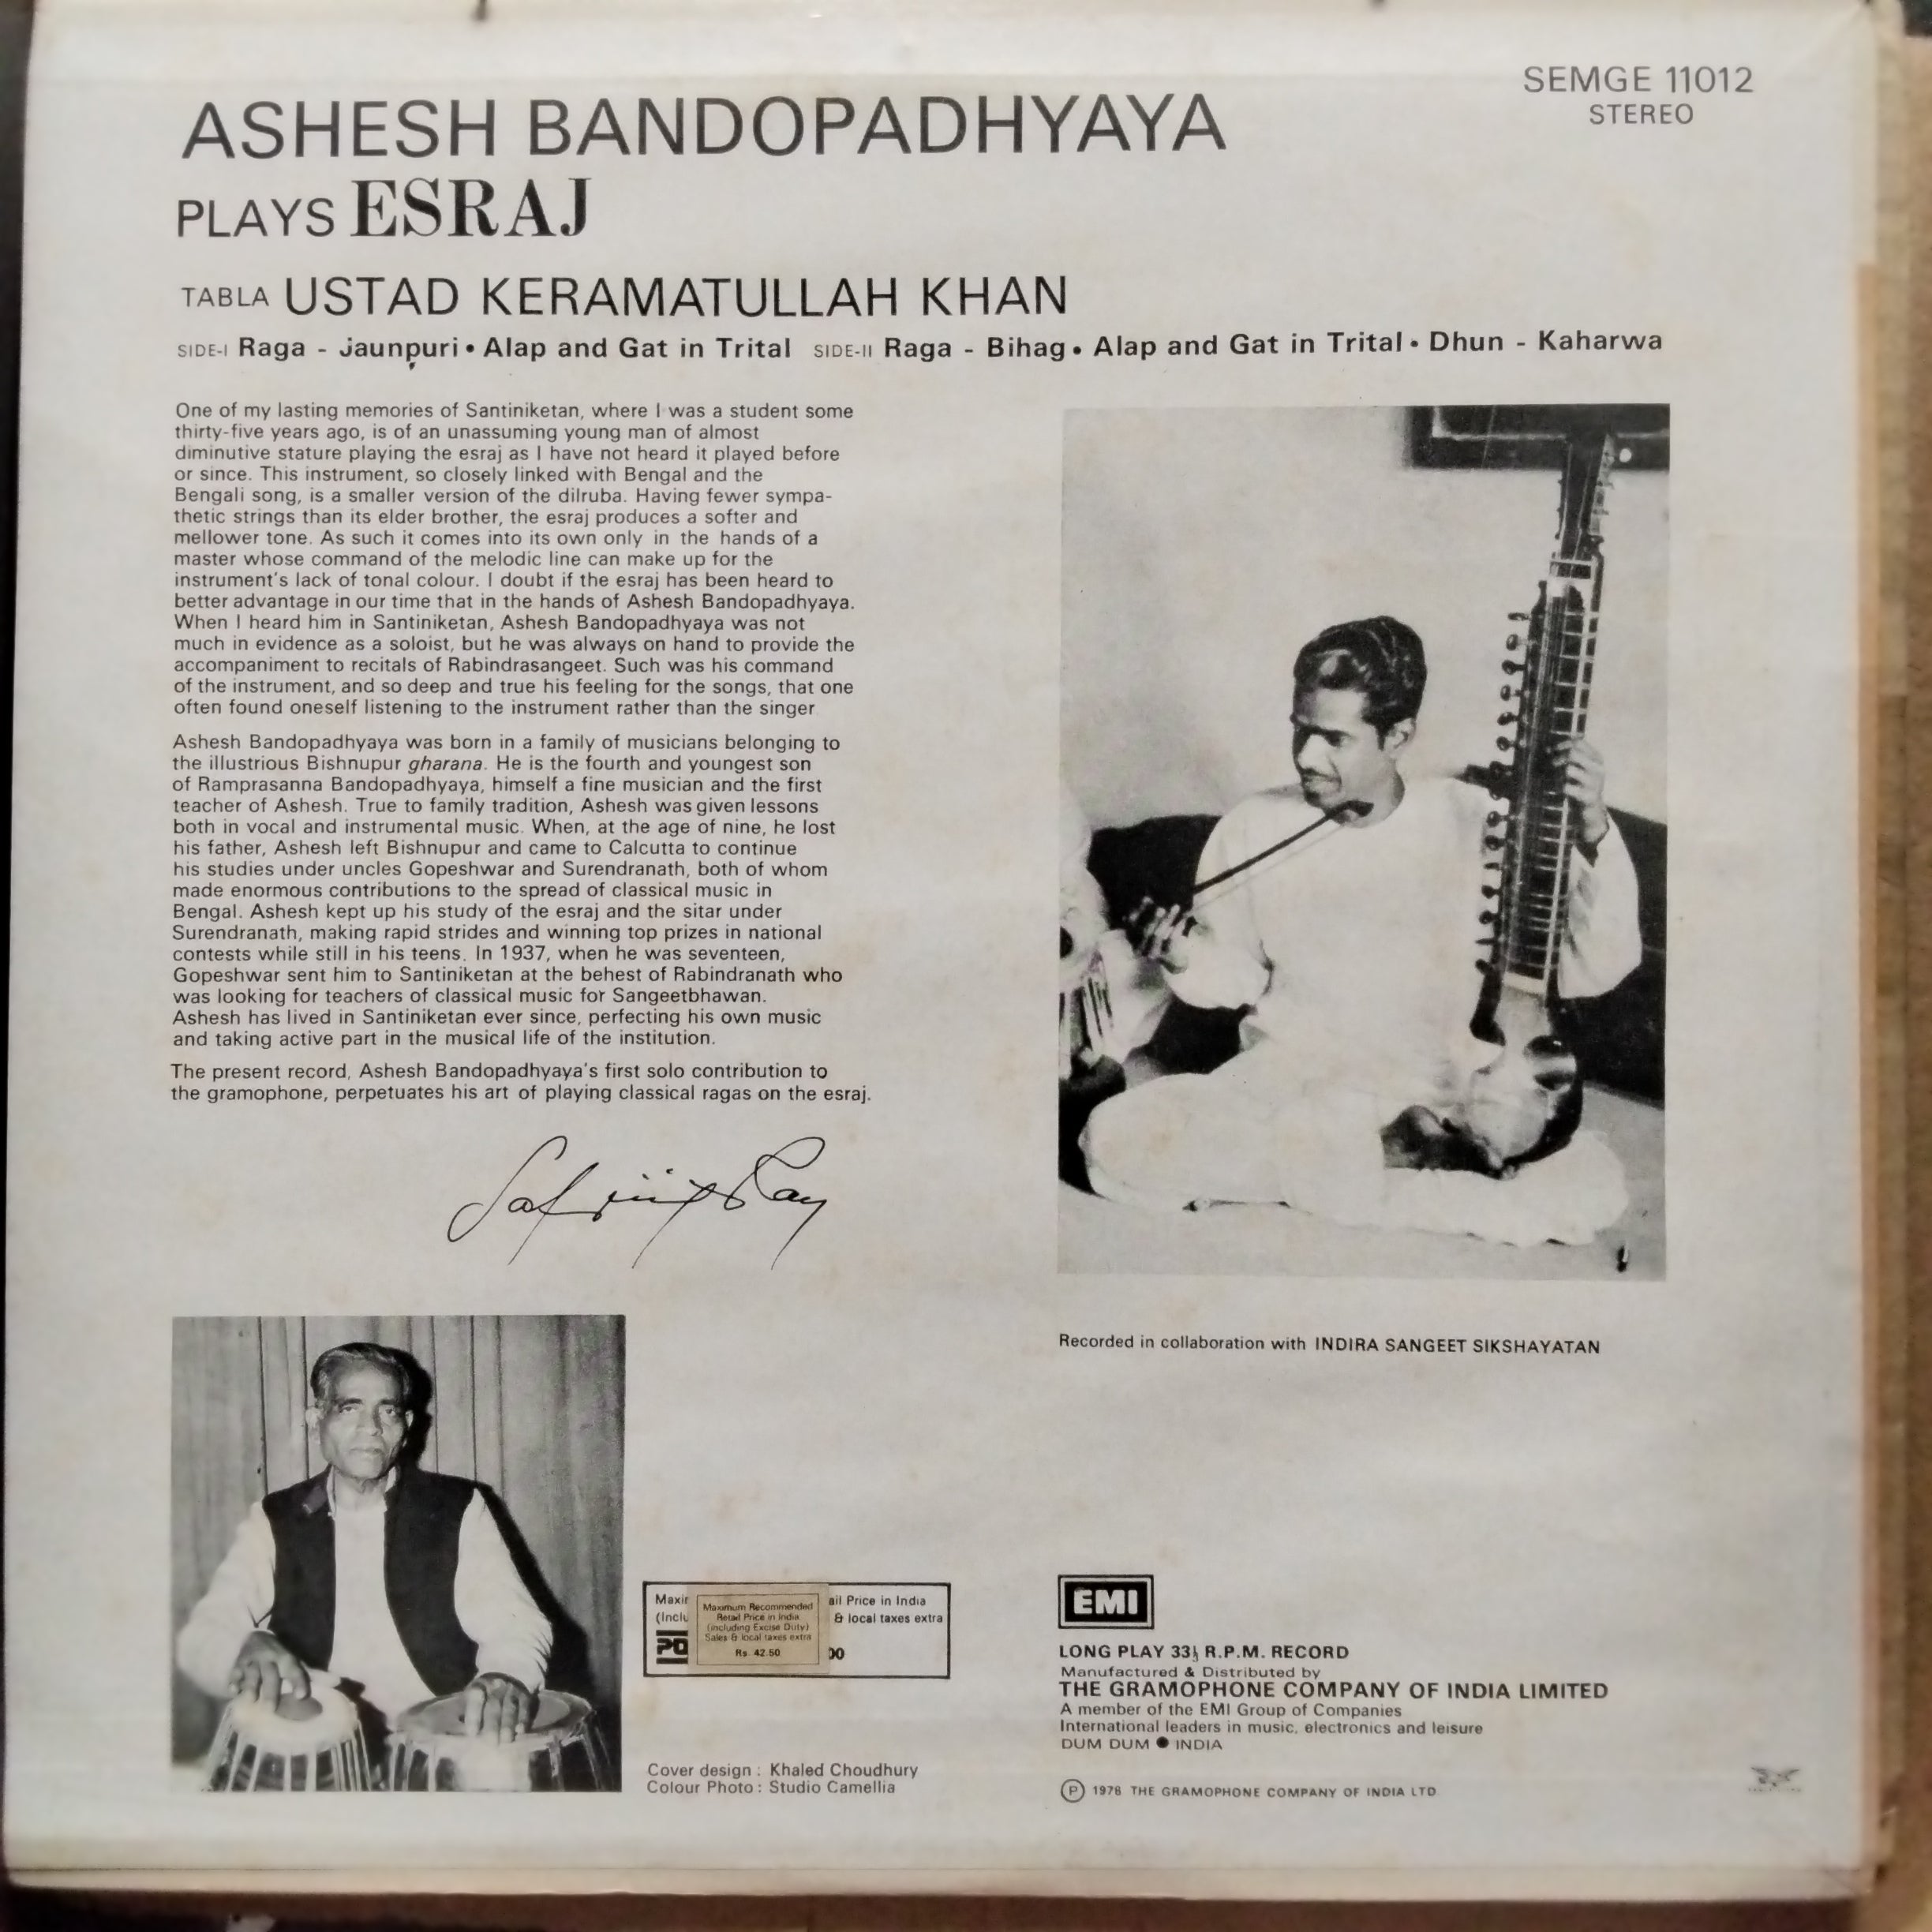 SEMGE 11012
STEREO
ASHESH BANDOPADHYAYA
PLAYS ESRAJ
TABLA USTAD KERAMATULLAH KHAN
SIDE-I Raga - Jaunpuri • Alap and Gat in Trital SIDE-II Raga - Bihag • Alap and Gat in Trital • Dhun - Kaharwa
One of my lasting memories of Santiniketan, where I was a student some
thirty-five years ago, is of an unassuming young man of almost
diminutive stature playing the esraj as I have not heard it played before
or since. This instrument, so closely linked with Bengal and the
Bengali song, is a smaller version of the dilruba. Having fewer sympa-
thetic strings than its elder brother, the esraj produces a softer and
mellower tone. As such it comes into its own only in the hands of a
master whose command of the melodic line can make up for the
instrument's lack of tonal colour. I doubt if the esraj has been heard to
better advantage in our time that in the hands of Ashesh Bandopadhyaya.
When I heard him in Santiniketan, Ashesh Bandopadhyaya was not
much in evidence as a soloist, but he was always on hand to provide the
accompaniment to recitals of Rabindrasangeet. Such was his command
of the instrument, and so deep and true his feeling for the songs, that one
often found oneself listening to the instrument rather than the singer
Ashesh Bandopadhyaya was born in a family of musicians belonging to
the illustrious Bishnupur gharana. He is the fourth and youngest son
of Ramprasanna Bandopadhyaya, himself a fine musician and the first
teacher of Ashesh. True to family tradition, Ashesh was given lessons
both in vocal and instrumental music. When, at the age of nine, he lost
his father, Ashesh left Bishnupur and came to Calcutta to continue
his studies under uncles Gopeshwar and Surendranath, both of whom
made enormous contributions to the spread of classical music in
Bengal. Ashesh kept up his study of the esraj and the sitar under
Surendranath, making rapid strides and winning top prizes in national
contests while still in his teens. In 1937, when he was seventeen,
Gopeshwar sent him to Santiniketan at the behest of Rabindranath who
was looking for teachers of classical music for Sangeetbhawan.
Ashesh has lived in Santiniketan ever since, perfecting his own music
and taking active part in the musical life of the institution.
The present record, Ashesh Bandopadhyaya's first solo contribution to
the gramophone, perpetuates his art of playing classical ragas on the esraj.
Satyajit Ray
Recorded in collaboration with INDIRA SANGEET SIKSHAYATAN
Maxir ail Price in India
(Inclu & local taxes extra
PO 00
Maximum Recommended
Retail Price in India
(including Excise Duty)
Sales & local taxes extra
Rs. 42.50
Cover design : Khaled Choudhury
Colour Photo : Studio Camellia
EMI
LONG PLAY 33⅓ R.P.M. RECORD
Manufactured & Distributed by
THE GRAMOPHONE COMPANY OF INDIA LIMITED
A member of the EMI Group of Companies
International leaders in music, electronics and leisure
DUM DUM ● INDIA
Ⓟ 1976 THE GRAMOPHONE COMPANY OF INDIA LTD